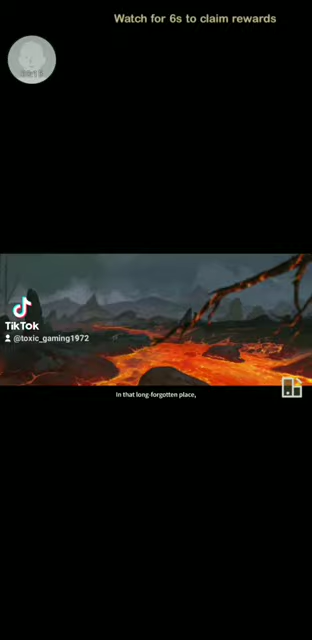 Watch for 6s to claim rewards
TikTok
@toxic_gaming1972
In that long-forgotten place,